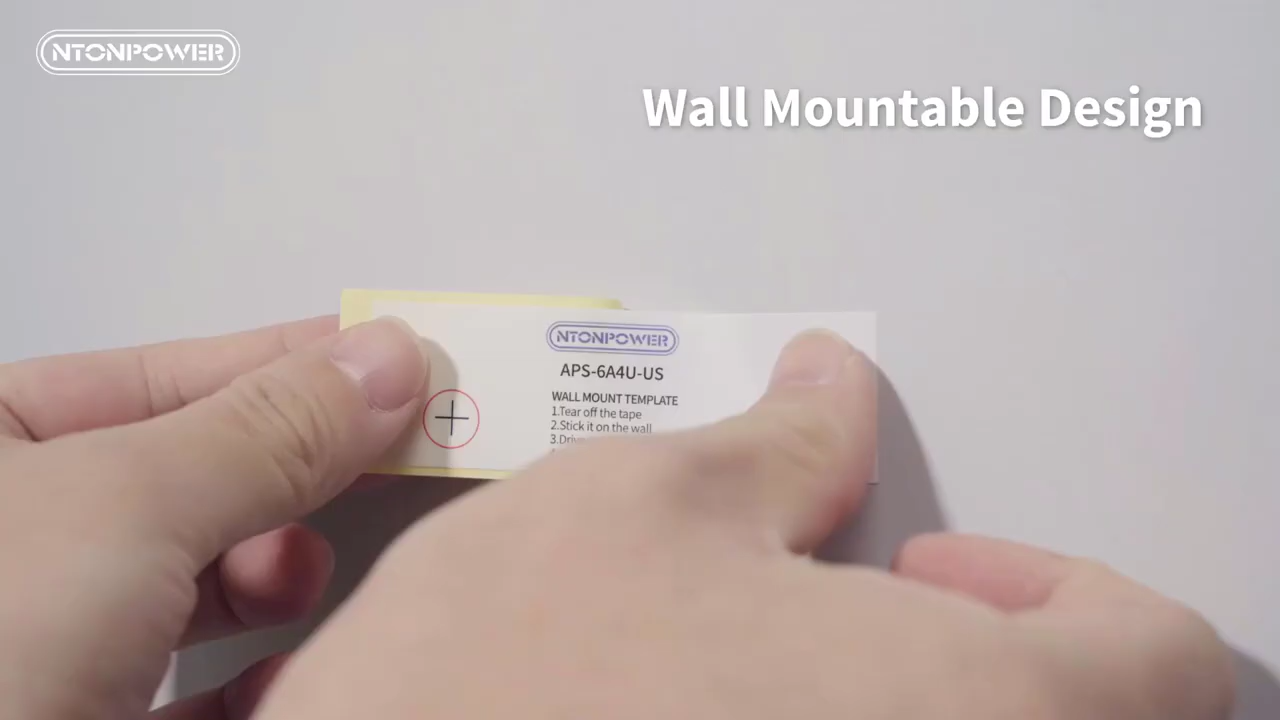 NTONPOWER
Wall Mountable Design
NTONPOWER
APS-6A4U-US
WALL MOUNT TEMPLATE
1.Tear off the tape
2.Stick it on the wall